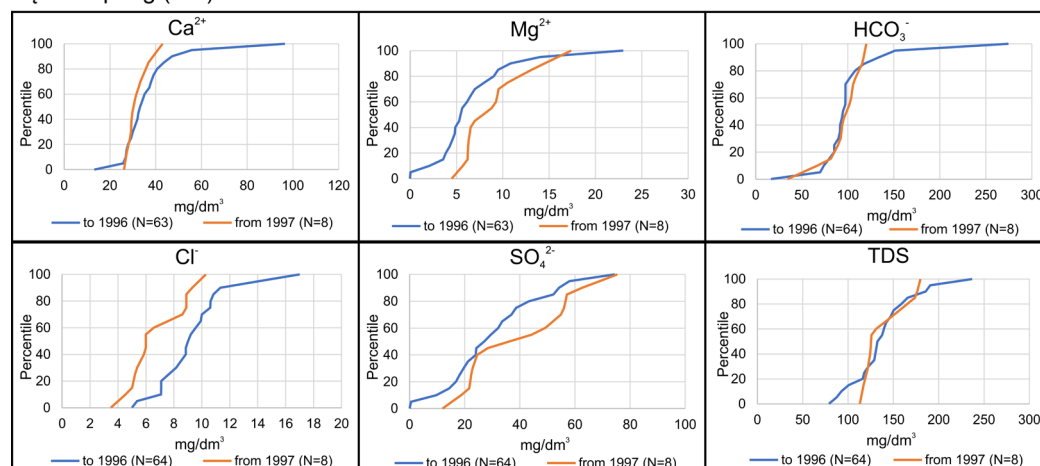 Ca²⁺
Percentile
100
80
60
40
20
0
0 20 40 60 80 100 120
mg/dm³
to 1996 (N=63) from 1997 (N=8)
Mg²⁺
Percentile
100
80
60
40
20
0
0 5 10 15 20 25 30
mg/dm³
to 1996 (N=63) from 1997 (N=8)
HCO₃⁻
Percentile
100
80
60
40
20
0
0 50 100 150 200 250 300
mg/dm³
to 1996 (N=64) from 1997 (N=8)
Cl⁻
Percentile
100
80
60
40
20
0
0 2 4 6 8 10 12 14 16 18 20
mg/dm³
to 1996 (N=64) from 1997 (N=8)
SO₄²⁻
Percentile
100
80
60
40
20
0
0 20 40 60 80 100
mg/dm³
to 1996 (N=64) from 1997 (N=8)
TDS
Percentile
100
80
60
40
20
0
0 50 100 150 200 250 300
mg/dm³
to 1996 (N=64) from 1997 (N=8)